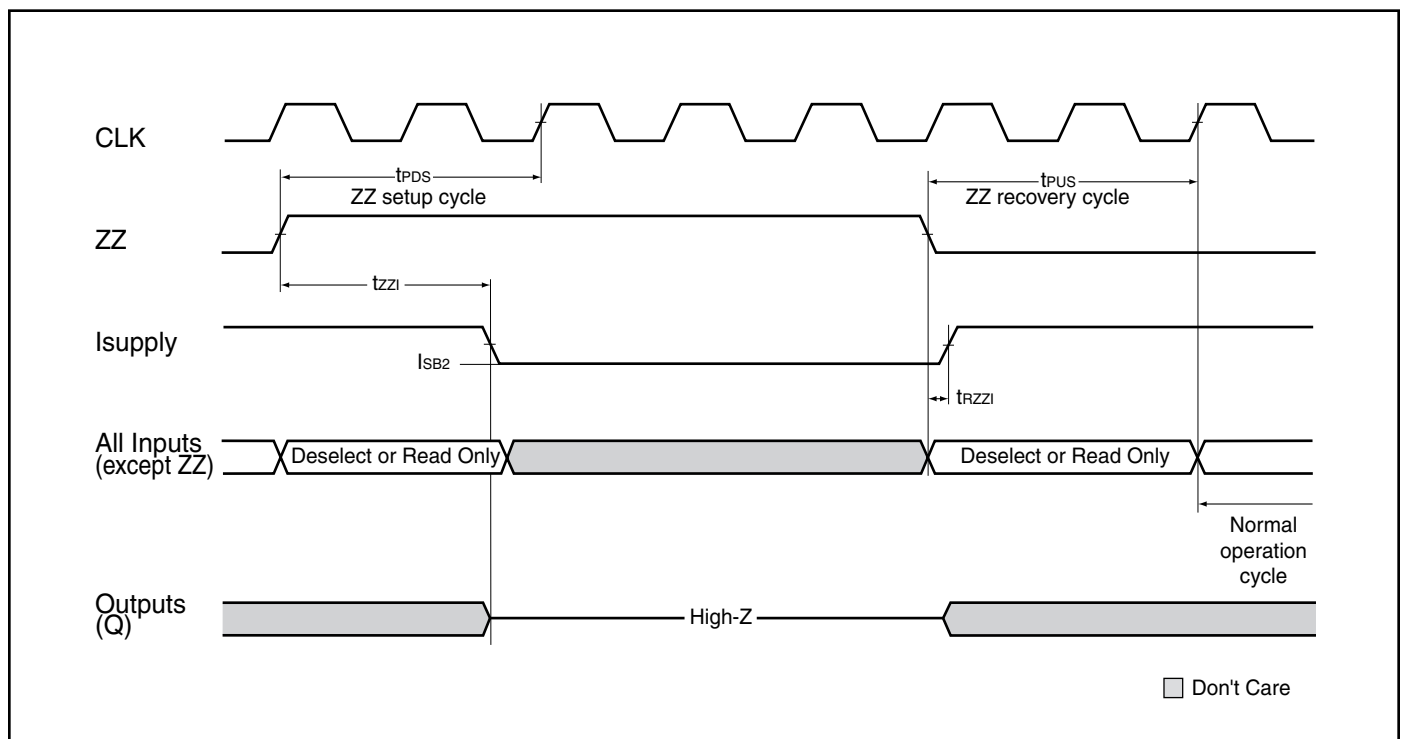 CLK
tPDS
ZZ setup cycle
tPUS
ZZ recovery cycle
ZZ
tZZI
Isupply
ISB2
tRZZI
All Inputs
(except ZZ)
Deselect or Read Only
Deselect or Read Only
Normal
operation
cycle
Outputs
(Q)
High-Z
Don't Care